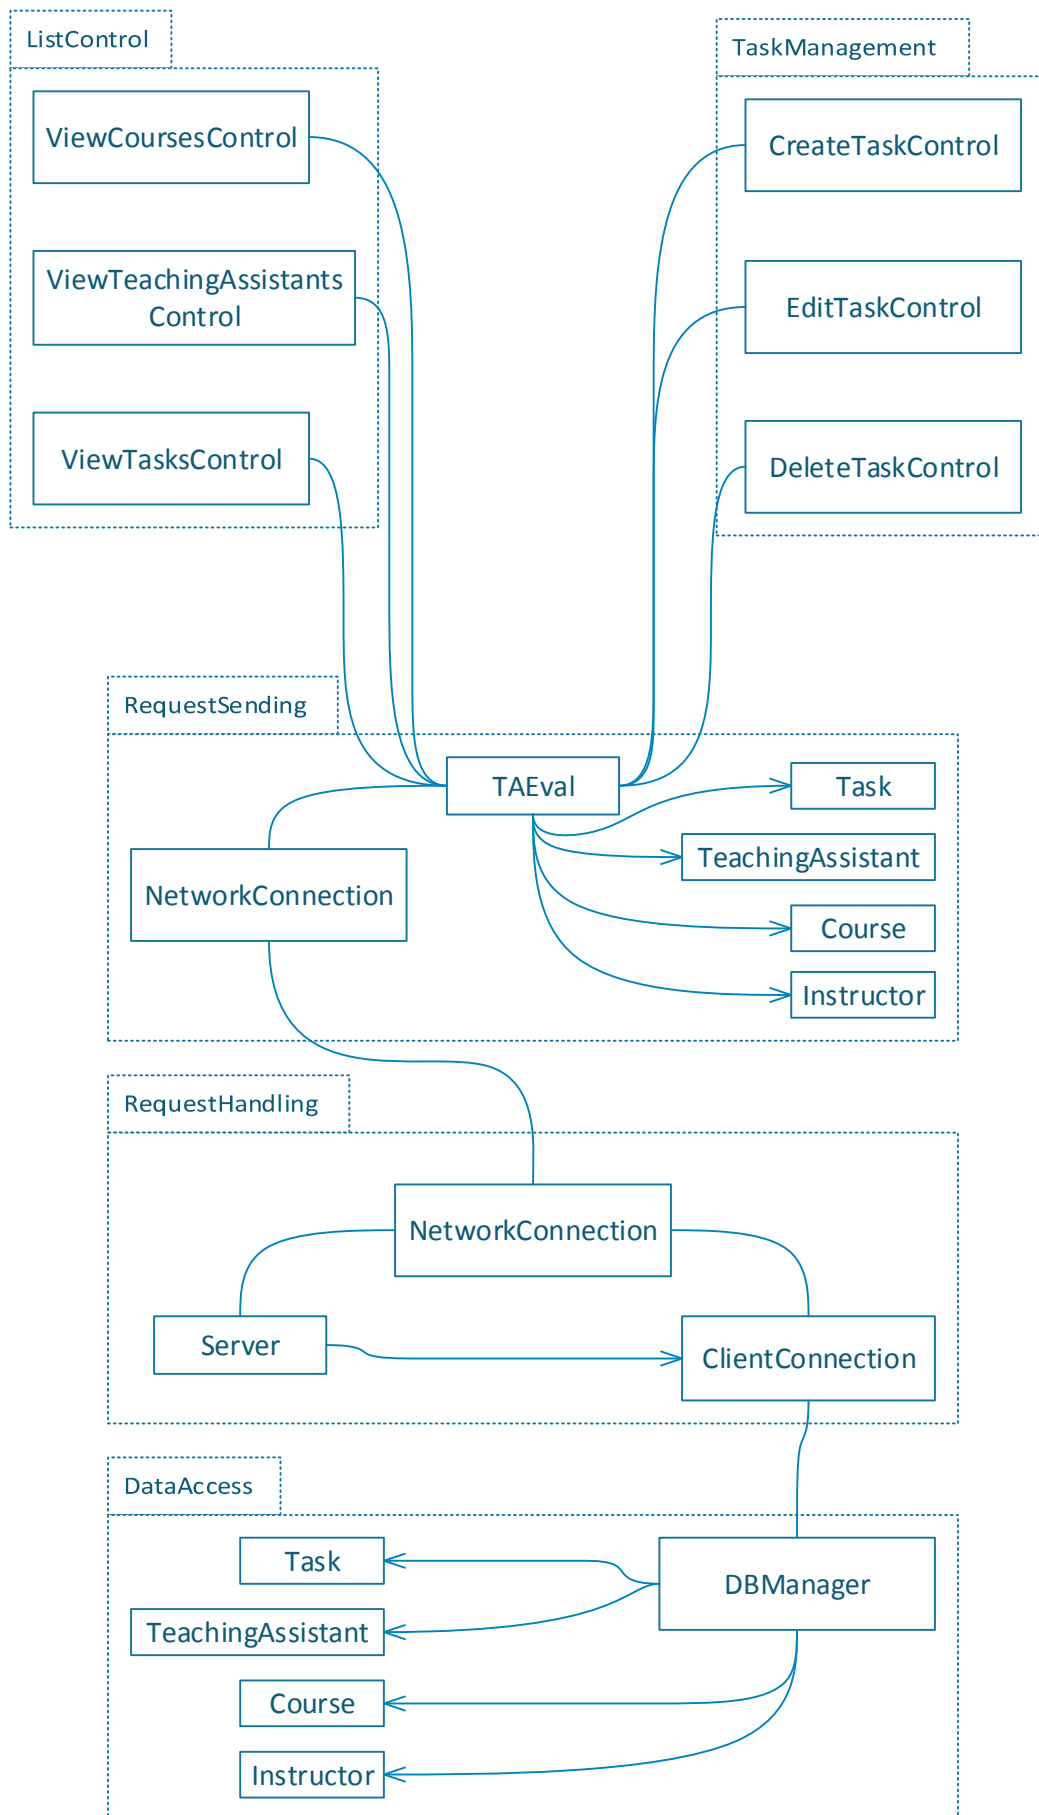 ListControl
ViewCoursesControl
ViewTeachingAssistants
Control
ViewTasksControl
TaskManagement
CreateTaskControl
EditTaskControl
DeleteTaskControl
RequestSending
TAEval
Task
TeachingAssistant
NetworkConnection
Course
Instructor
RequestHandling
NetworkConnection
Server
ClientConnection
DataAccess
Task
DBManager
TeachingAssistant
Course
Instructor